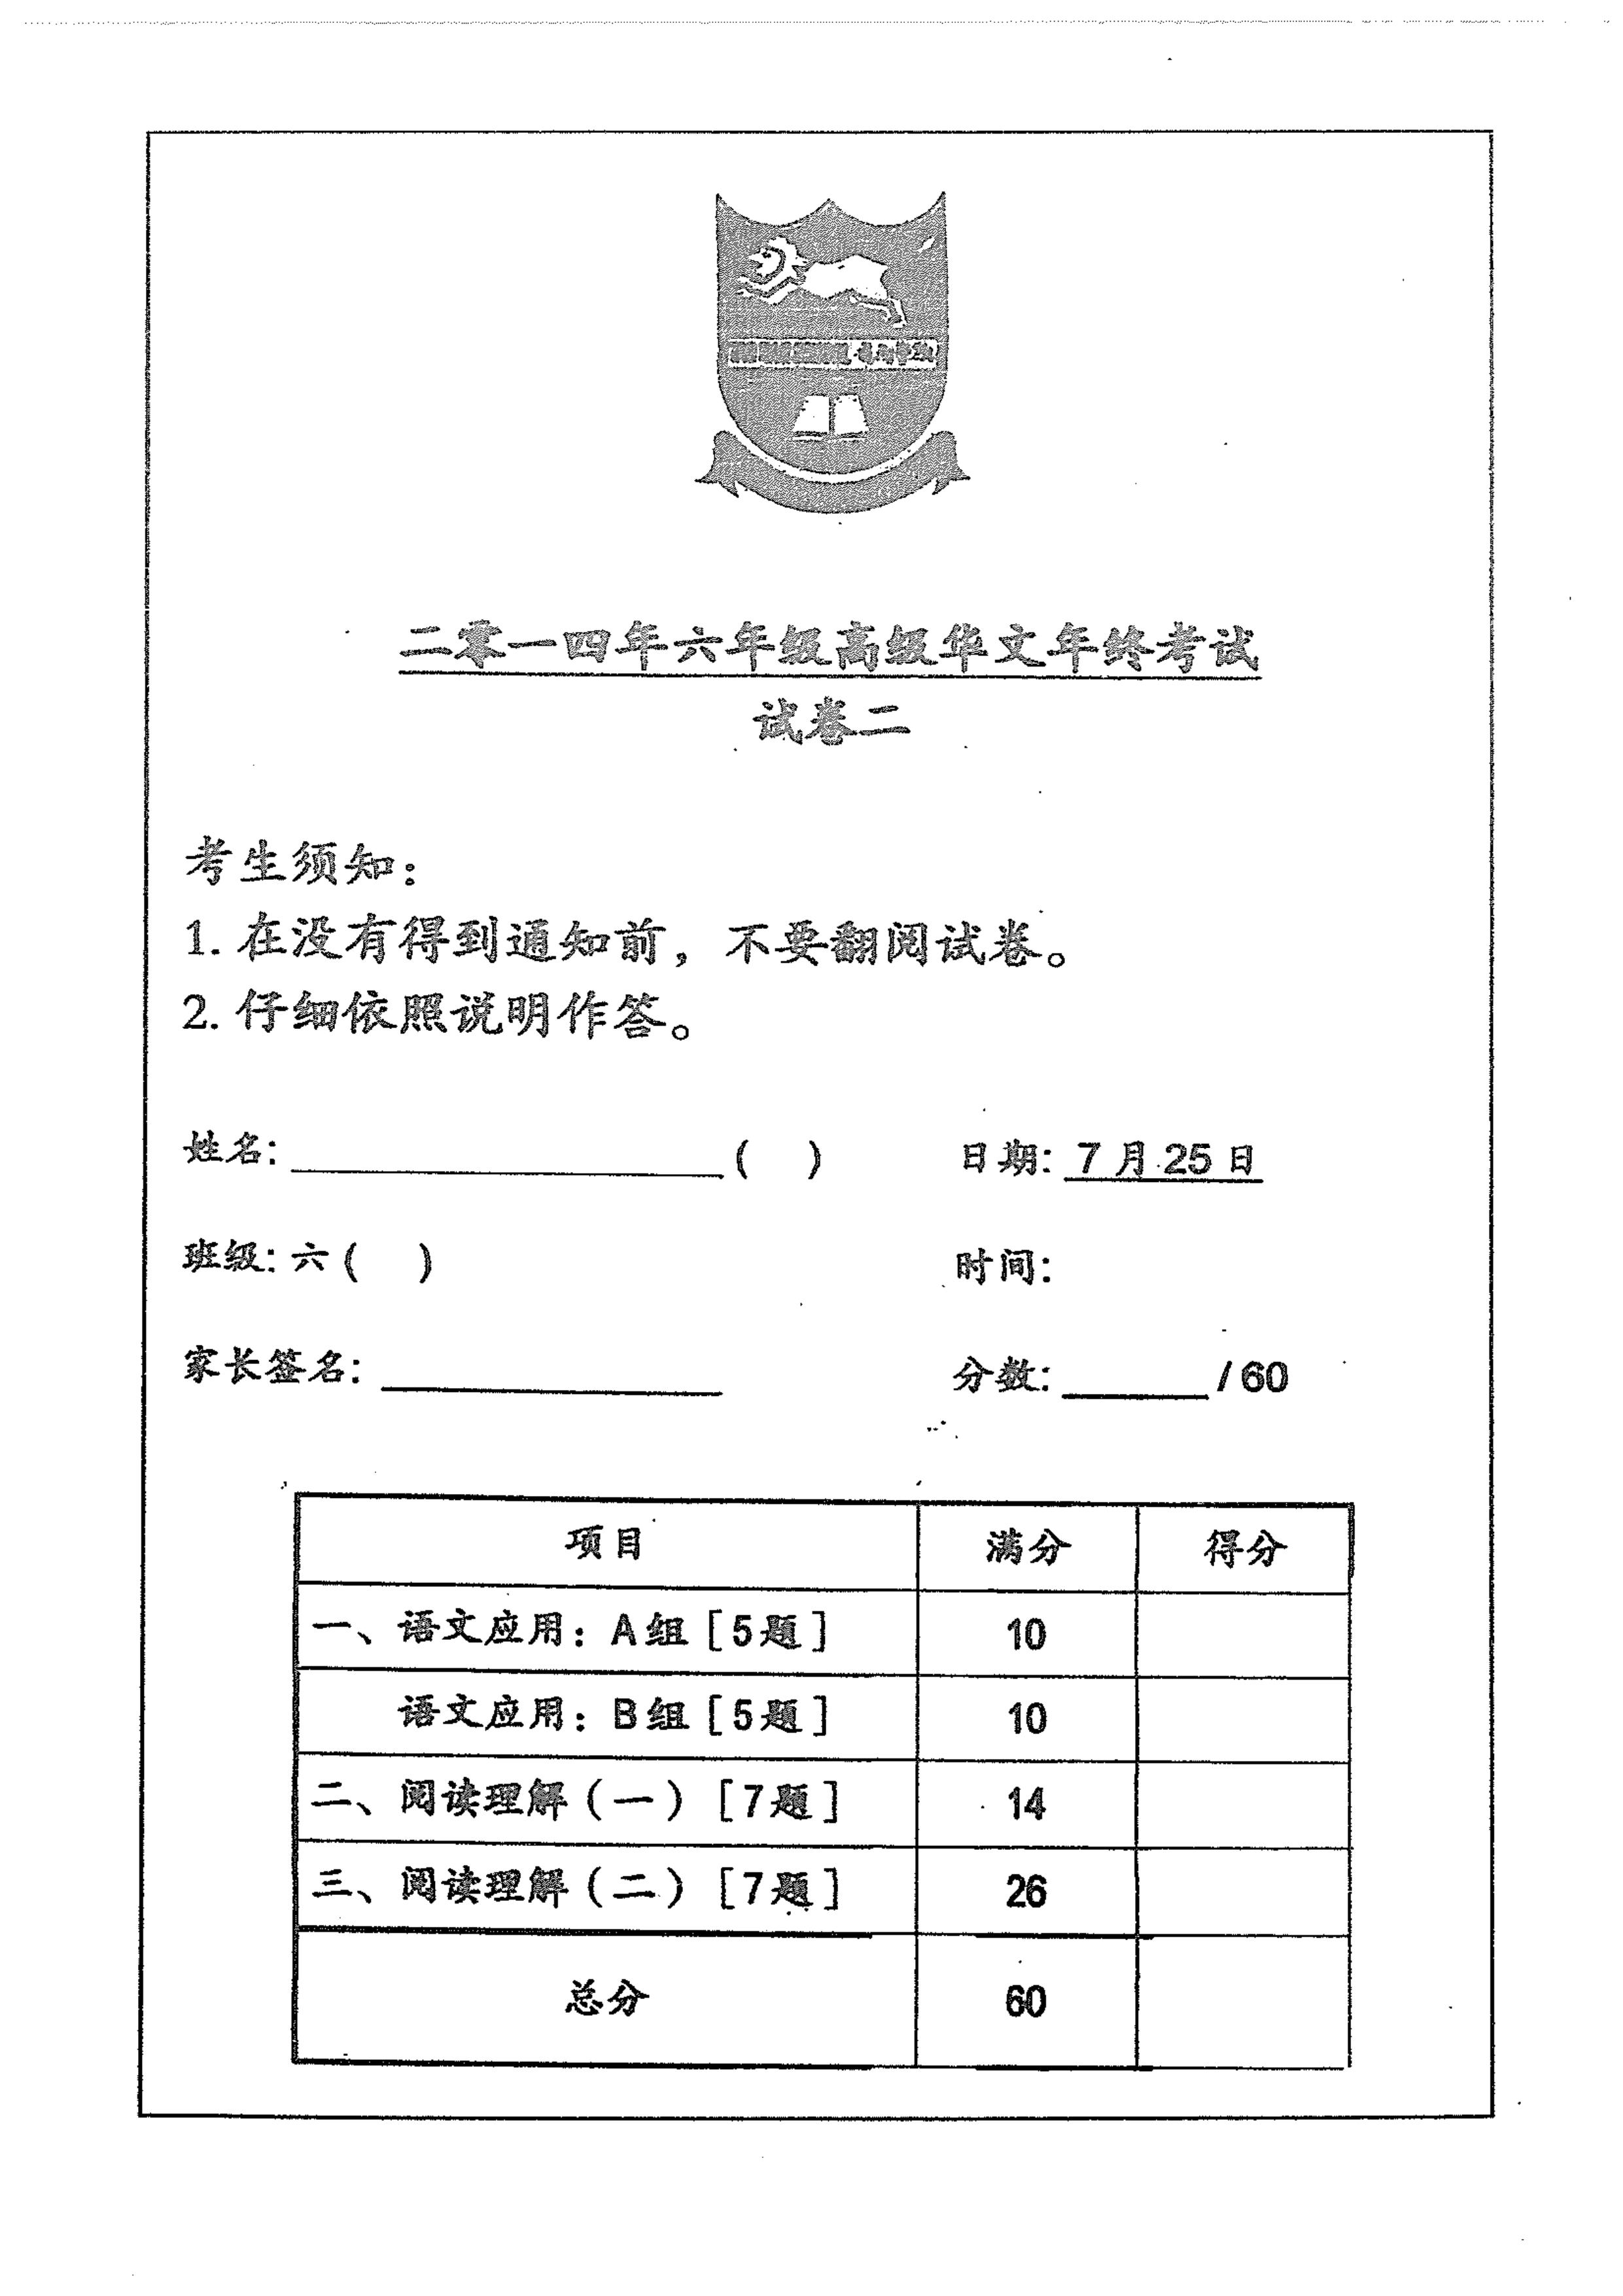 二零一四年六年级高级华文年终考试
试卷二
考生须知：
1. 在没有得到通知前，不要翻阅试卷。
2. 仔细依照说明作答。
姓名: ____________________ ( ) 日期: 7月25日
班级: 六 ( ) 时间:
家长签名: ________________ 分数: _______ / 60
项目 满分 得分
一、语文应用：A组［5题］ 10
语文应用：B组［5题］ 10
二、阅读理解（一）［7题］ 14
三、阅读理解（二）［7题］ 26
总分 60